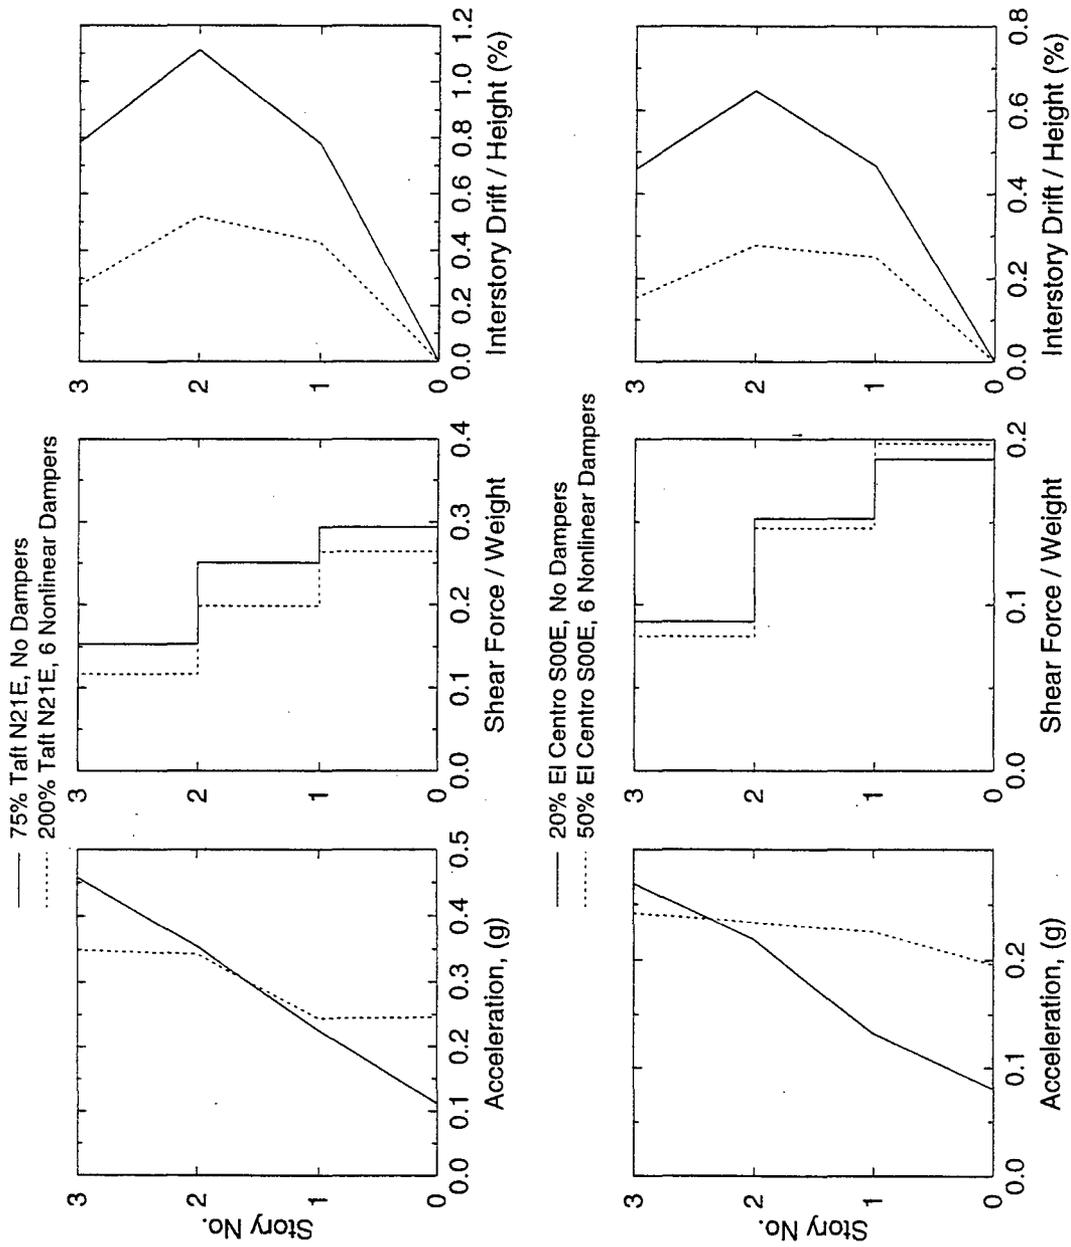 75% Taft N21E, No Dampers
200% Taft N21E, 6 Nonlinear Dampers
Story No.
3
2
1
0
0.0 0.1 0.2 0.3 0.4 0.5
Acceleration, (g)
3
2
1
0
0.0 0.1 0.2 0.3 0.4
Shear Force / Weight
3
2
1
0
0.0 0.2 0.4 0.6 0.8 1.0 1.2
Interstory Drift / Height (%)
20% El Centro S00E, No Dampers
50% El Centro S00E, 6 Nonlinear Dampers
Story No.
3
2
1
0
0.0 0.1 0.2
Acceleration, (g)
3
2
1
0
0.0 0.1 0.2
Shear Force / Weight
3
2
1
0
0.0 0.2 0.4 0.6 0.8
Interstory Drift / Height (%)